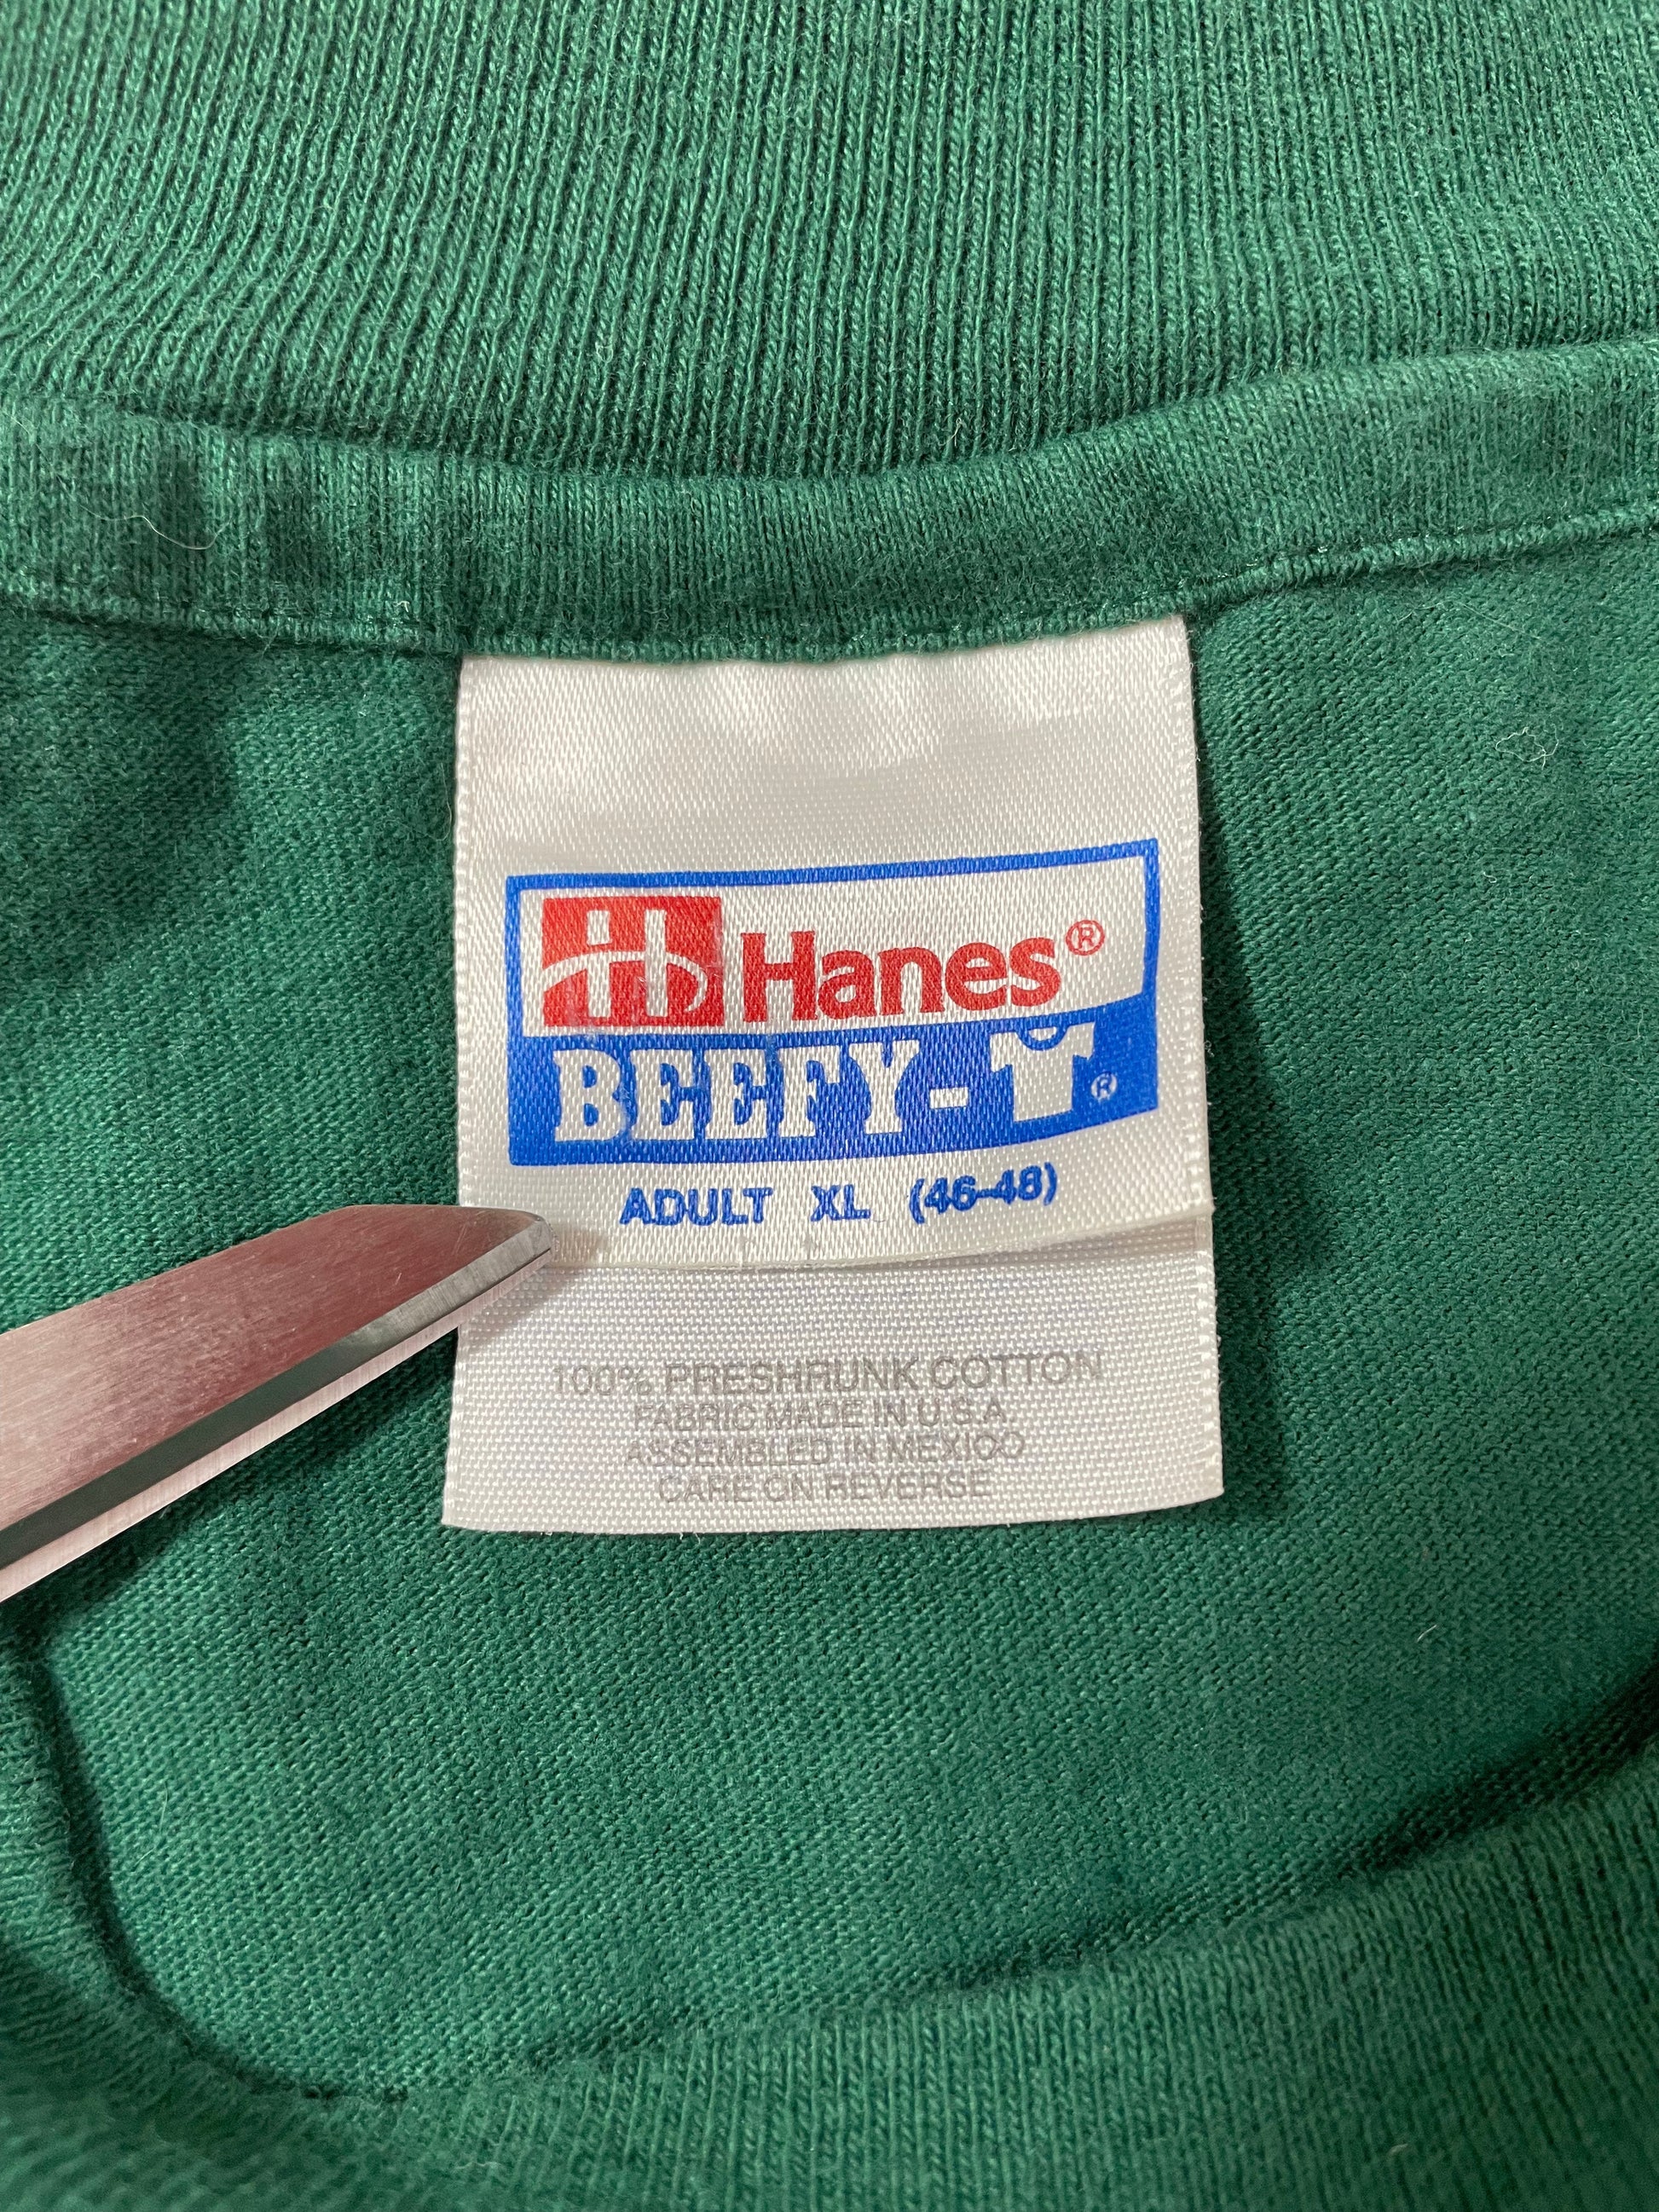 H Hanes®
BEEFY-T®
ADULT XL (46-48)
100% PRESHRUNK COTTON
FABRIC MADE IN U.S.A.
ASSEMBLED IN MEXICO
CARE ON REVERSE